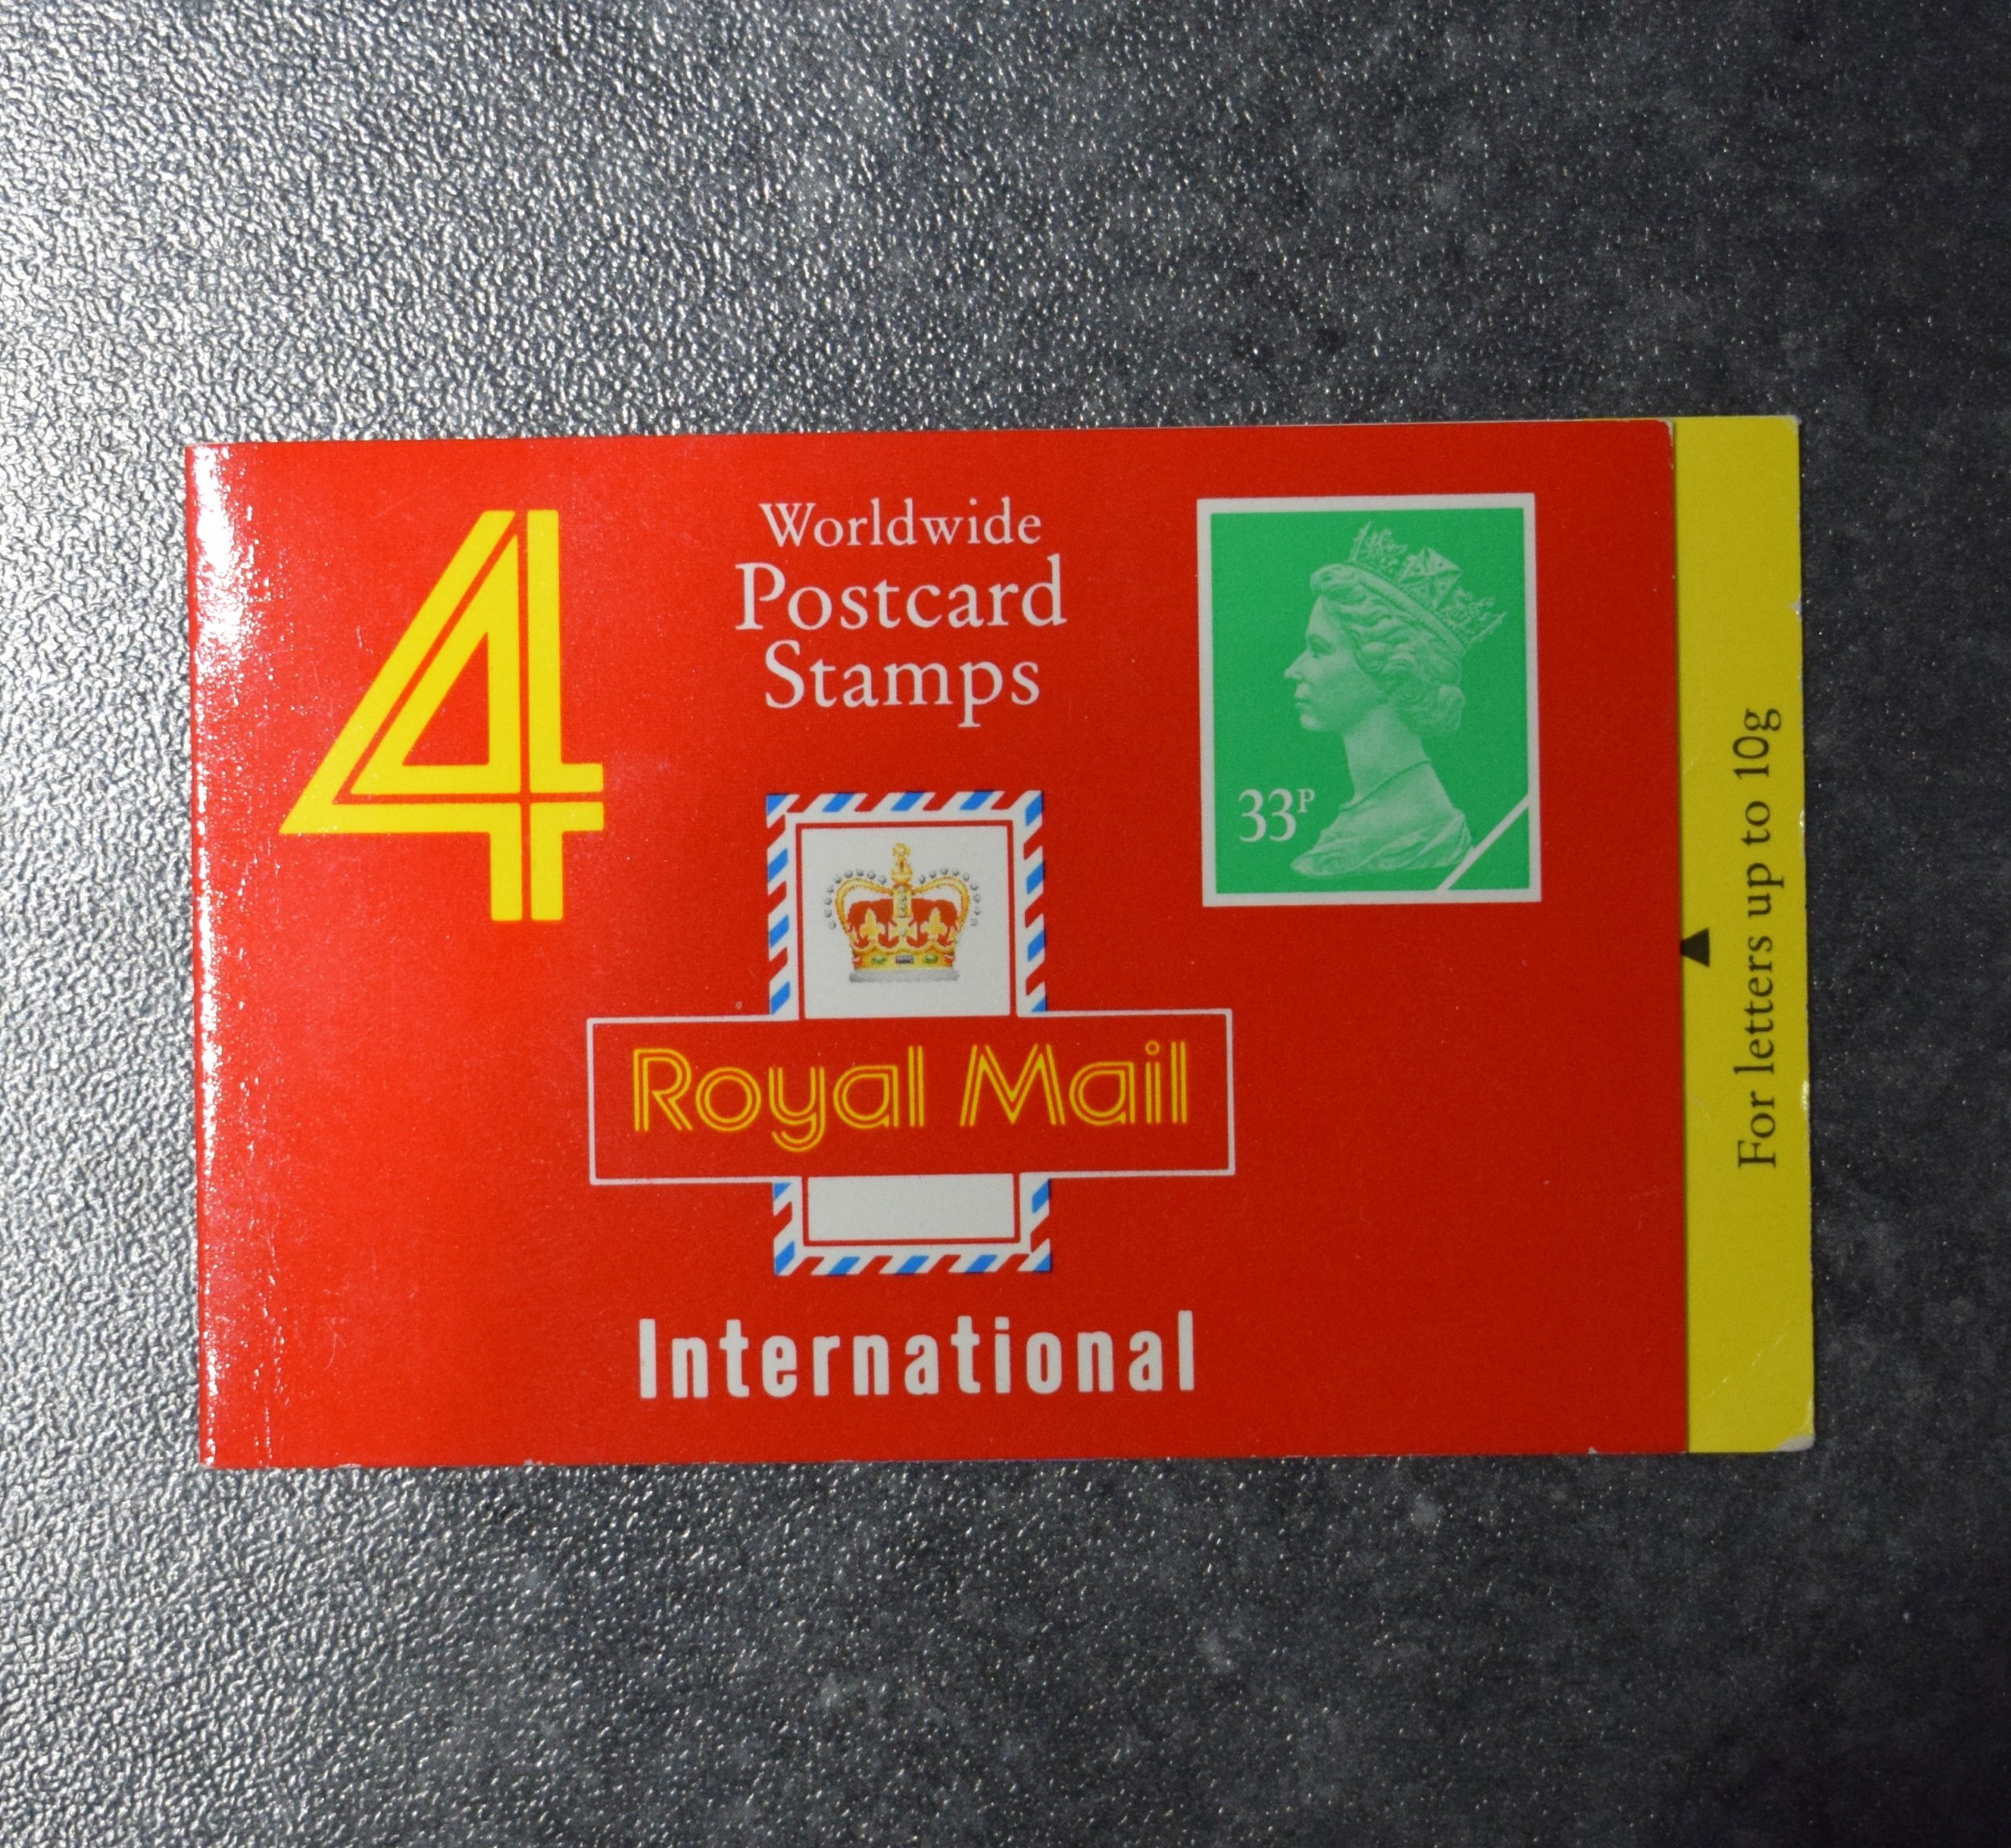 4
Worldwide
Postcard
Stamps
33P
Royal Mail
International
For letters up to 10g